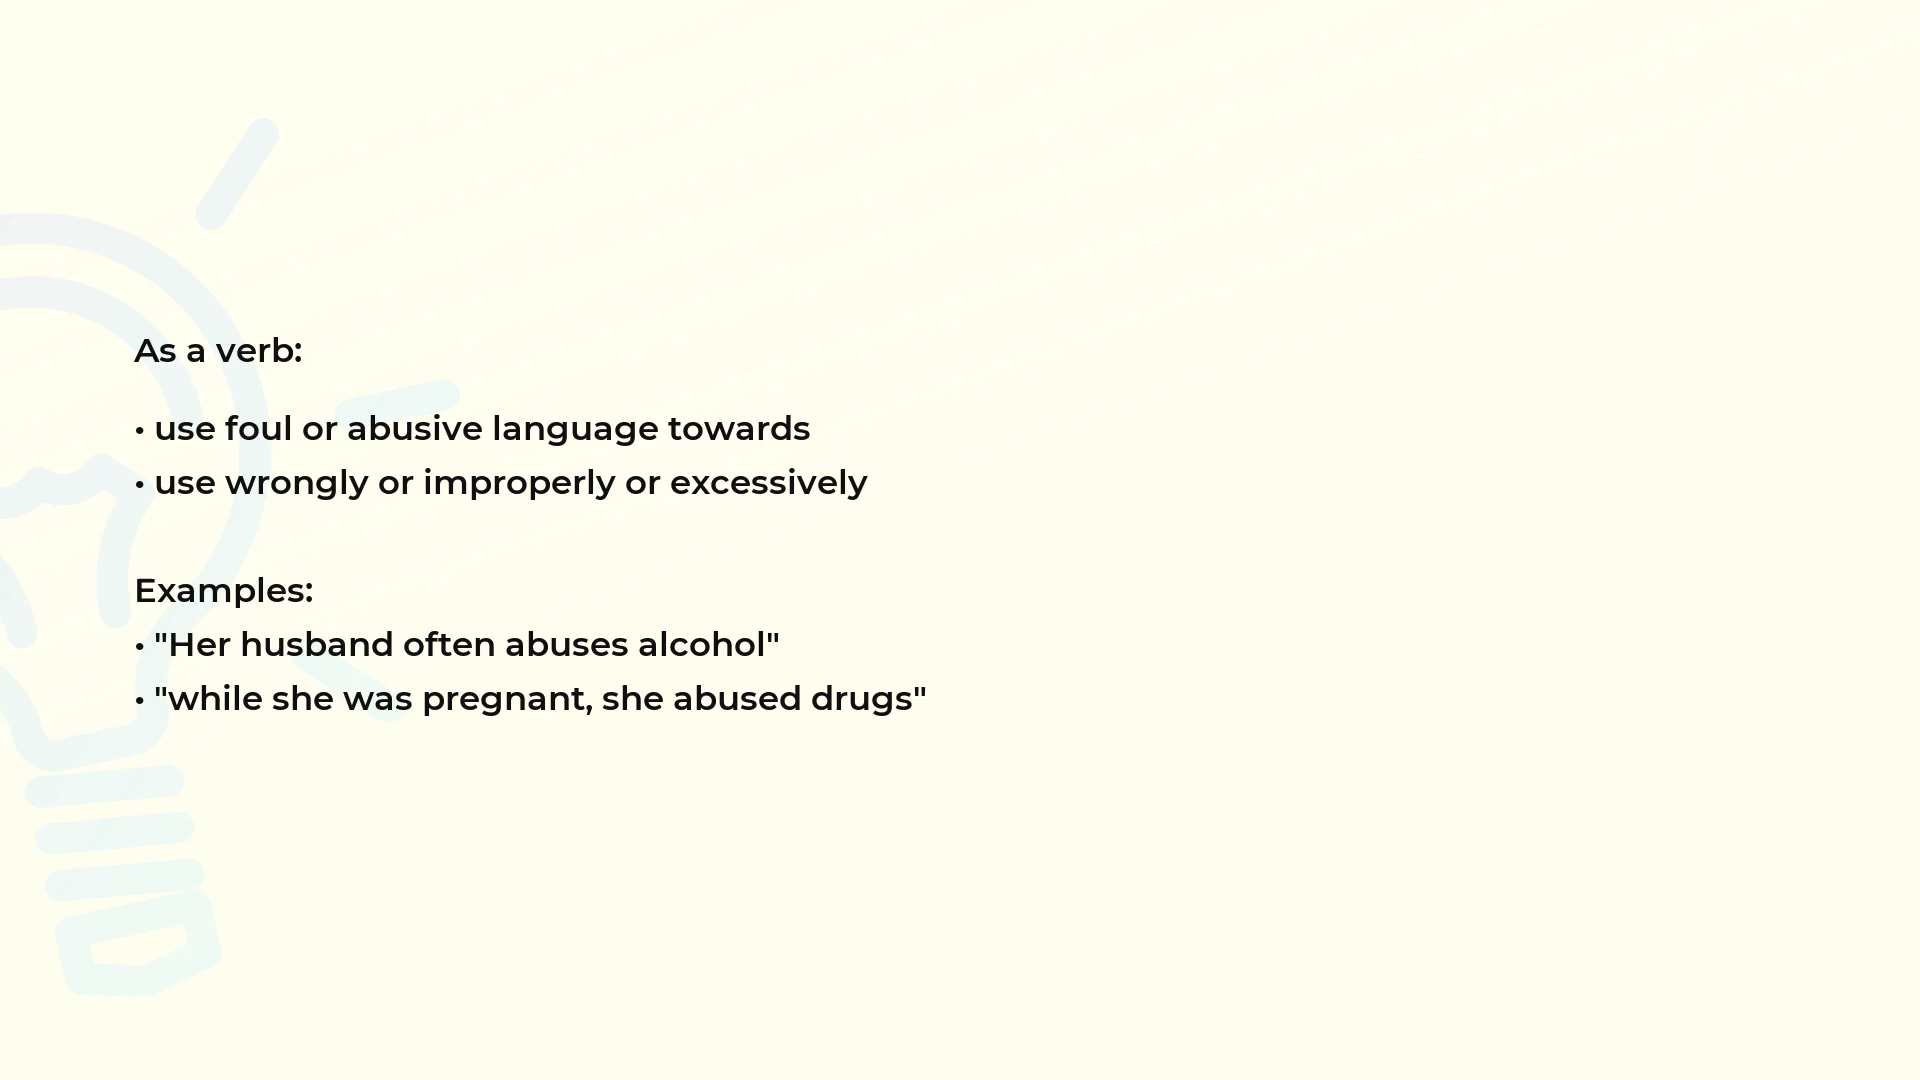 As a verb:
• use foul or abusive language towards
• use wrongly or improperly or excessively
Examples:
• "Her husband often abuses alcohol"
• "while she was pregnant, she abused drugs"